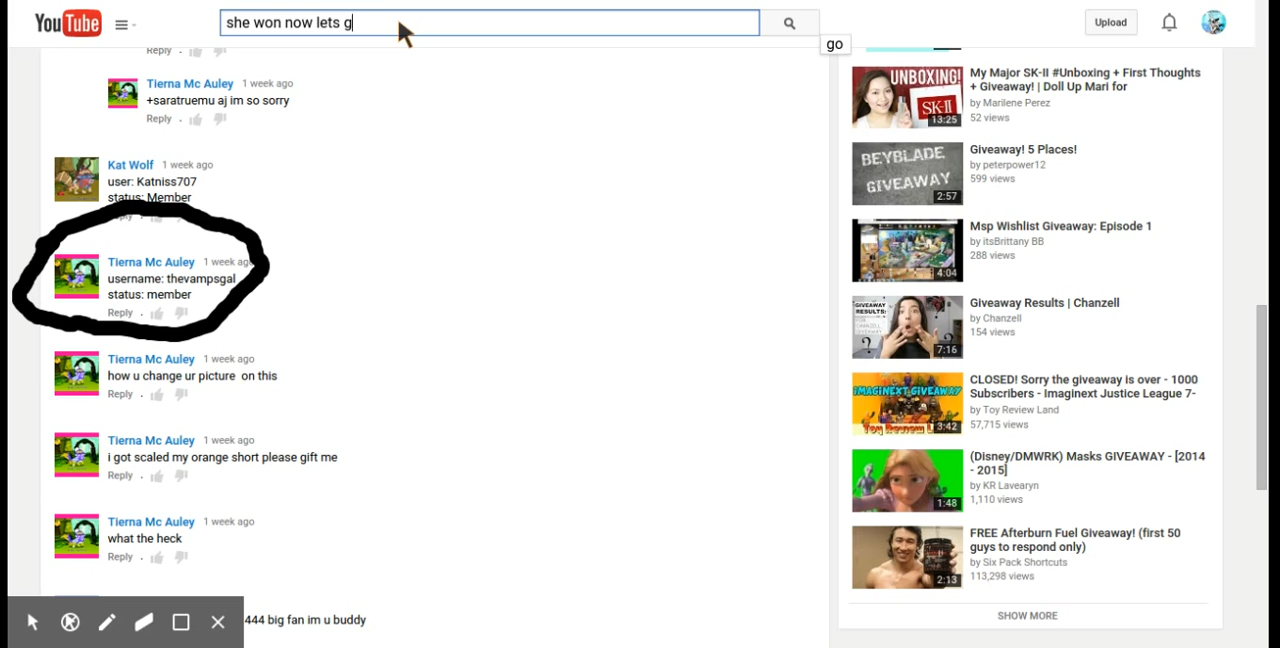 YouTube
she won now lets g
go
Upload
Reply .
Tierna Mc Auley 1 week ago
+saratruemu aj im so sorry
Reply .
Kat Wolf 1 week ago
user: Katniss707
status: Member
Tierna Mc Auley 1 week ago
username: thevampsgal
status: member
Reply .
Tierna Mc Auley 1 week ago
how u change ur picture on this
Reply .
Tierna Mc Auley 1 week ago
i got scaled my orange short please gift me
Reply .
Tierna Mc Auley 1 week ago
what the heck
Reply .
444 big fan im u buddy
UNBOXING!
SK-II
13:25
My Major SK-II #Unboxing + First Thoughts
+ Giveaway! | Doll Up Mari for
by Marilene Perez
52 views
BEYBLADE
GIVEAWAY
2:57
Giveaway! 5 Places!
by peterpower12
599 views
4:04
Msp Wishlist Giveaway: Episode 1
by itsBrittany BB
288 views
GIVEAWAY
RESULTS:
FOR
CHANZELL
GIVEAWAY
?
?
7:16
Giveaway Results | Chanzell
by Chanzell
154 views
IMAGINEXT GIVEAWAY
Toy Review
3:42
CLOSED! Sorry the giveaway is over - 1000
Subscribers - Imaginext Justice League 7-
by Toy Review Land
57,715 views
1:48
(Disney/DMWRK) Masks GIVEAWAY - [2014
- 2015]
by KR Lavearyn
1,110 views
2:13
FREE Afterburn Fuel Giveaway! (first 50
guys to respond only)
by Six Pack Shortcuts
113,298 views
SHOW MORE